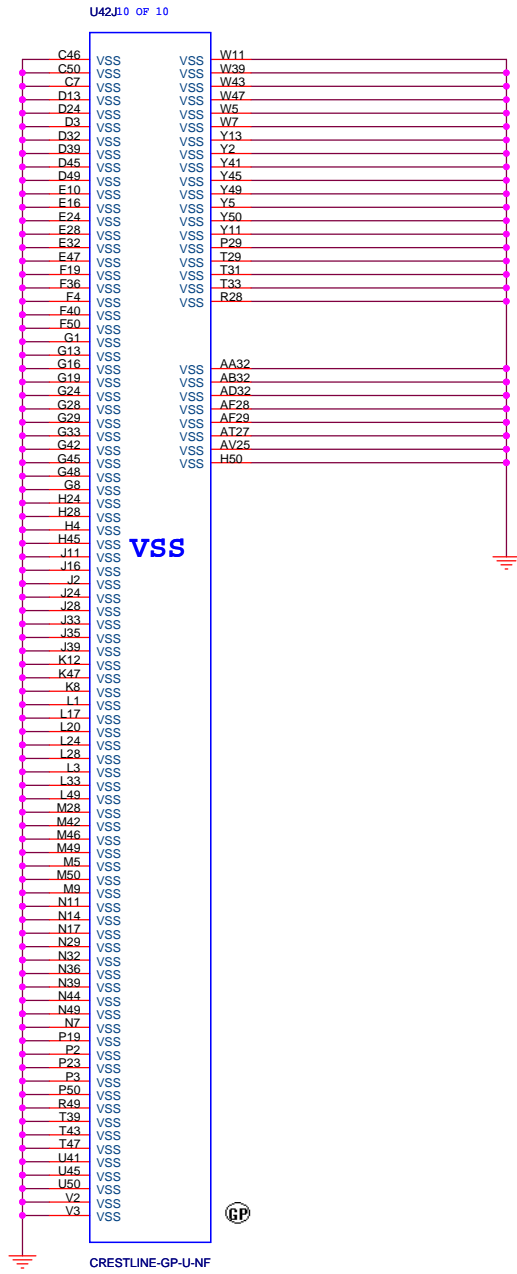 U42J 10 OF 10
C46 VSS VSS W11
C50 VSS VSS W39
C7 VSS VSS W43
D13 VSS VSS W47
D24 VSS VSS W5
D3 VSS VSS W7
D32 VSS VSS Y13
D39 VSS VSS Y2
D45 VSS VSS Y41
D49 VSS VSS Y45
E10 VSS VSS Y49
E16 VSS VSS Y5
E24 VSS VSS Y50
E28 VSS VSS Y11
E32 VSS VSS P29
E47 VSS VSS T29
F19 VSS VSS T31
F36 VSS VSS T33
F4 VSS VSS R28
F40 VSS
F50 VSS
G1 VSS
G13 VSS
G16 VSS VSS AA32
G19 VSS VSS AB32
G24 VSS VSS AD32
G28 VSS VSS AF28
G29 VSS VSS AF29
G33 VSS VSS AT27
G42 VSS VSS AV25
G45 VSS VSS H50
G48 VSS
G8 VSS
H24 VSS
H28 VSS
H4 VSS
H45 VSS
VSS
J11 VSS
J16 VSS
J2 VSS
J24 VSS
J28 VSS
J33 VSS
J35 VSS
J39 VSS
K12 VSS
K47 VSS
K8 VSS
L1 VSS
L17 VSS
L20 VSS
L24 VSS
L28 VSS
L3 VSS
L33 VSS
L49 VSS
M28 VSS
M42 VSS
M46 VSS
M49 VSS
M5 VSS
M50 VSS
M9 VSS
N11 VSS
N14 VSS
N17 VSS
N29 VSS
N32 VSS
N36 VSS
N39 VSS
N44 VSS
N49 VSS
N7 VSS
P19 VSS
P2 VSS
P23 VSS
P3 VSS
P50 VSS
R49 VSS
T39 VSS
T43 VSS
T47 VSS
U41 VSS
U45 VSS
U50 VSS
V2 VSS
V3 VSS
GP
CRESTLINE-GP-U-NF